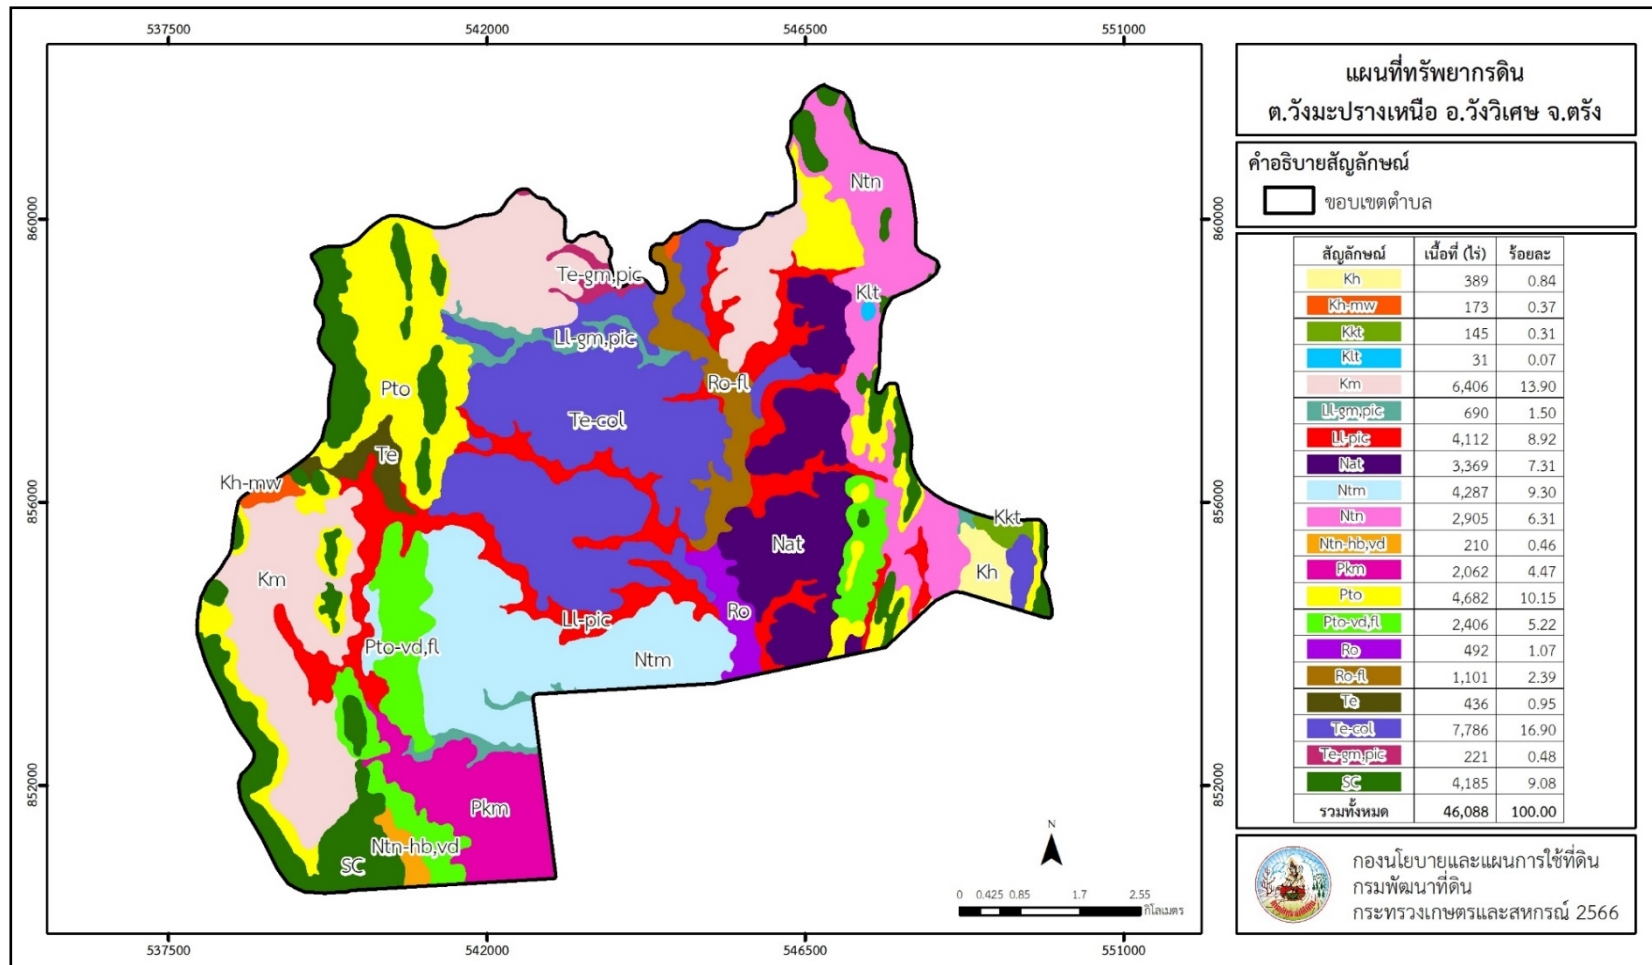 537500 542000 546500 551000
860000 860000
856000 856000
852000 852000
Ntn
Te-gm,pic
Klt
Ll-gm,pic
Ro-fl
Pto
Te-col
Te
Kh-mw
Kkt
Nat
Kh
Km
Ro
Ll-pic
Pto-vd,fl
Ntm
Pkm
Ntn-hb,vd
SC
N
0 0.425 0.85 1.7 2.55
กิโลเมตร
537500 542000 546500 551000
แผนที่ทรัพยากรดิน
ต.วังมะปรางเหนือ อ.วังวิเศษ จ.ตรัง
คำอธิบายสัญลักษณ์
ขอบเขตตำบล
สัญลักษณ์ เนื้อที่ (ไร่) ร้อยละ
Kh 389 0.84
Kh-mw 173 0.37
Kkt 145 0.31
Klt 31 0.07
Km 6,406 13.90
Ll-gm,pic 690 1.50
Ll-pic 4,112 8.92
Nat 3,369 7.31
Ntm 4,287 9.30
Ntn 2,905 6.31
Ntn-hb,vd 210 0.46
Pkm 2,062 4.47
Pto 4,682 10.15
Pto-vd,fl 2,406 5.22
Ro 492 1.07
Ro-fl 1,101 2.39
Te 436 0.95
Te-col 7,786 16.90
Te-gm,pic 221 0.48
SC 4,185 9.08
รวมทั้งหมด 46,088 100.00
กองนโยบายและแผนการใช้ที่ดิน
กรมพัฒนาที่ดิน
กระทรวงเกษตรและสหกรณ์ 2566